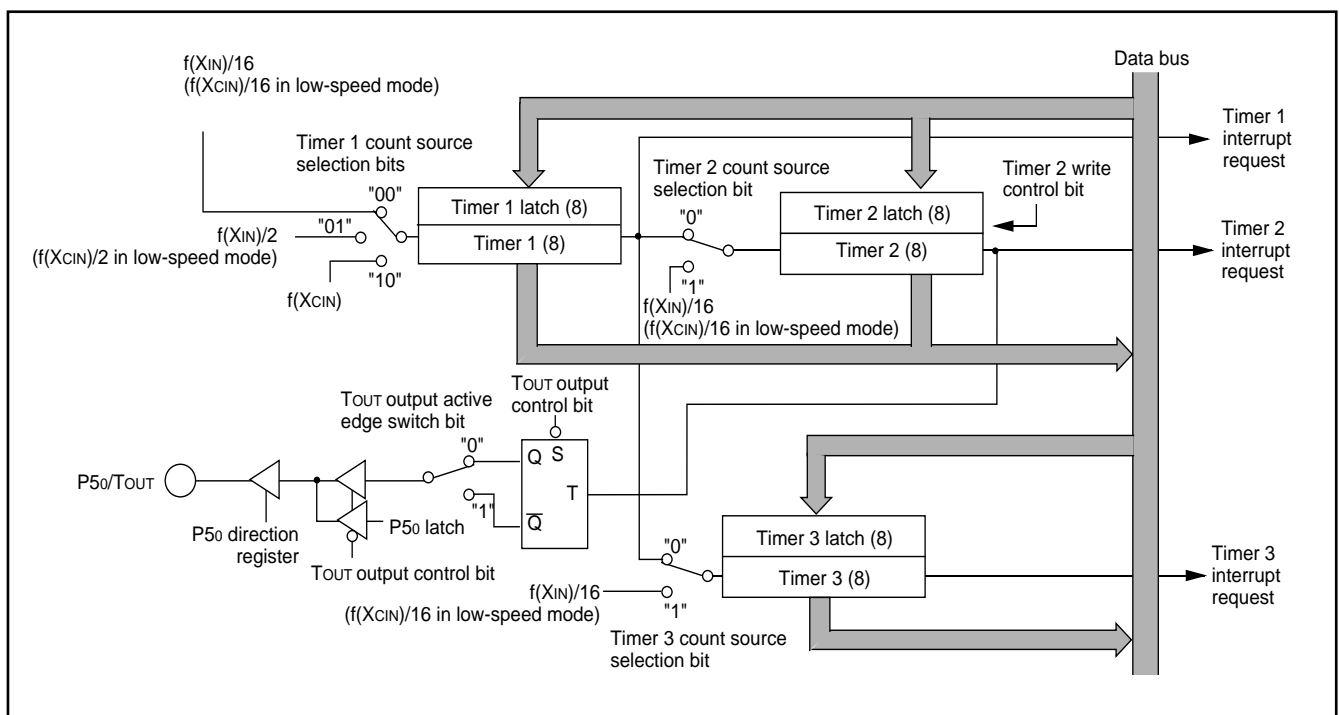 f(XIN)/16
(f(XCIN)/16 in low-speed mode)
Data bus
Timer 1 count source
selection bits
"00"
"01"
f(XIN)/2
(f(XCIN)/2 in low-speed mode)
"10"
f(XCIN)
Timer 1 latch (8)
Timer 1 (8)
Timer 2 count source
selection bit
"0"
"1"
f(XIN)/16
(f(XCIN)/16 in low-speed mode)
Timer 2 write
control bit
Timer 2 latch (8)
Timer 2 (8)
Timer 1
interrupt
request
Timer 2
interrupt
request
TOUT output active
edge switch bit
TOUT output
control bit
"0"
"1"
Q S
T
Q̅
P50/TOUT
P50 direction
register
P50 latch
TOUT output control bit
"0"
f(XIN)/16
(f(XCIN)/16 in low-speed mode)
"1"
Timer 3 count source
selection bit
Timer 3 latch (8)
Timer 3 (8)
Timer 3
interrupt
request